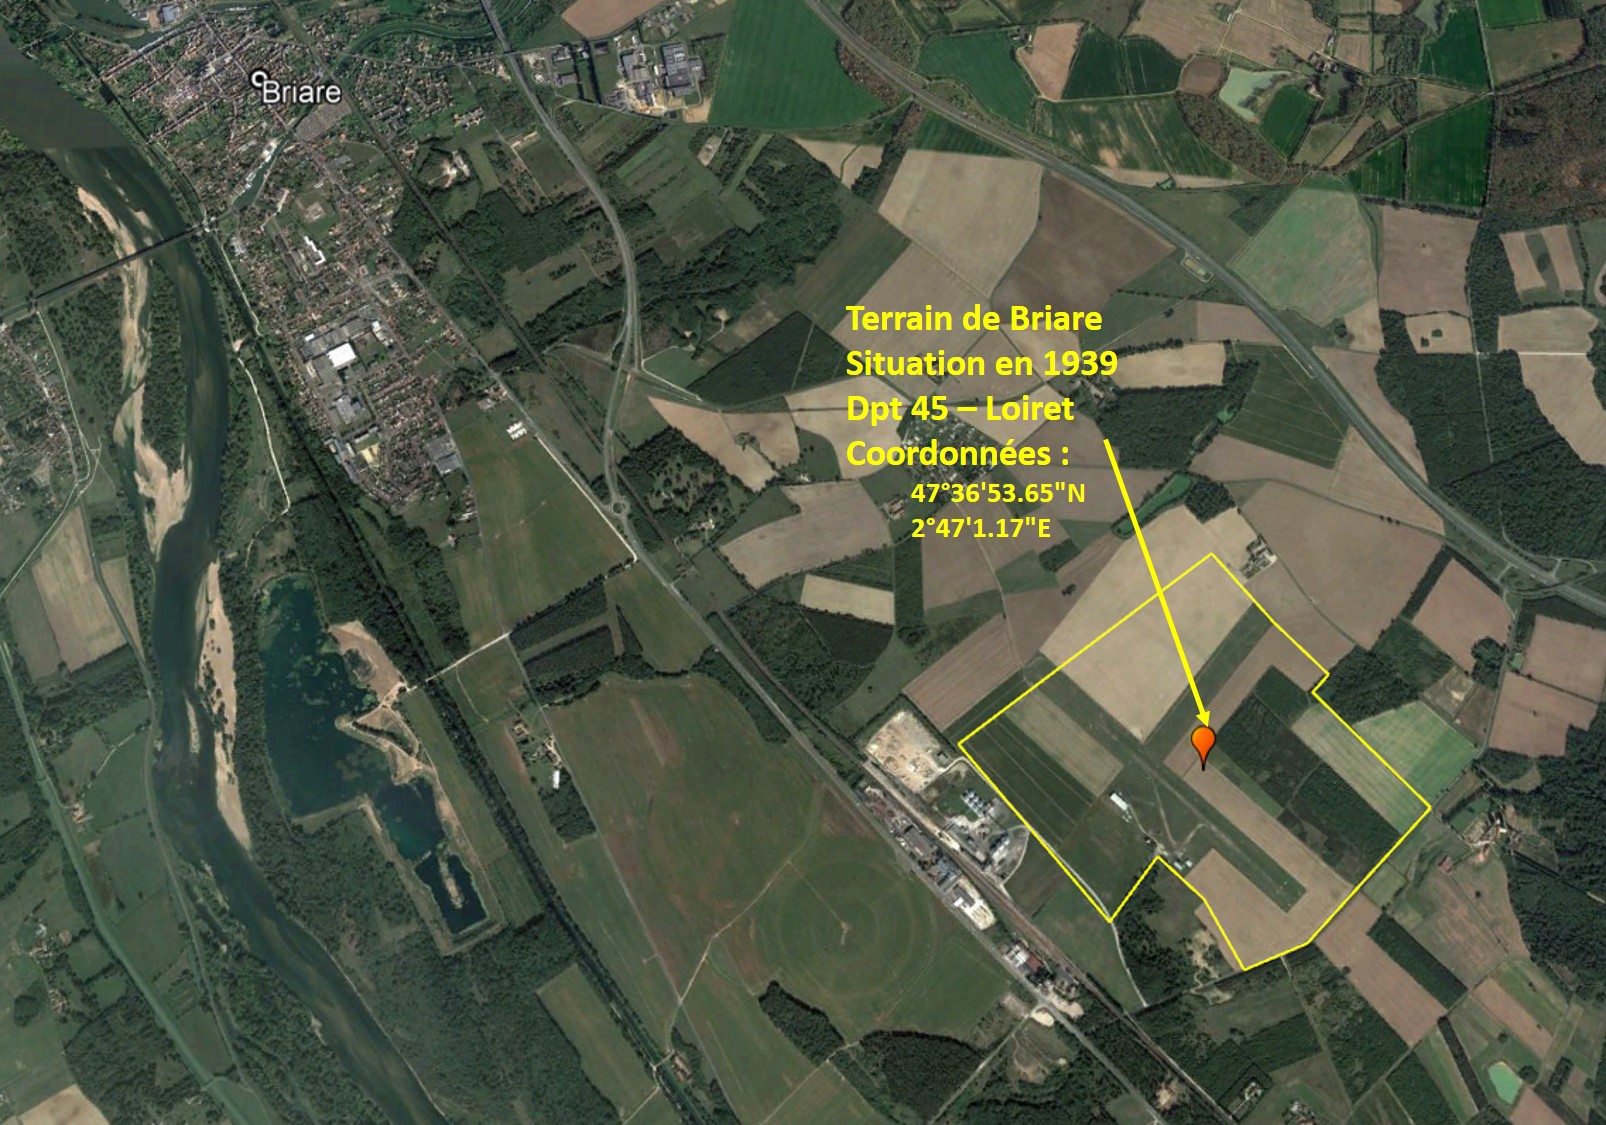 Briare
Terrain de Briare
Situation en 1939
Dpt 45 – Loiret
Coordonnées :
47°36'53.65"N
2°47'1.17"E